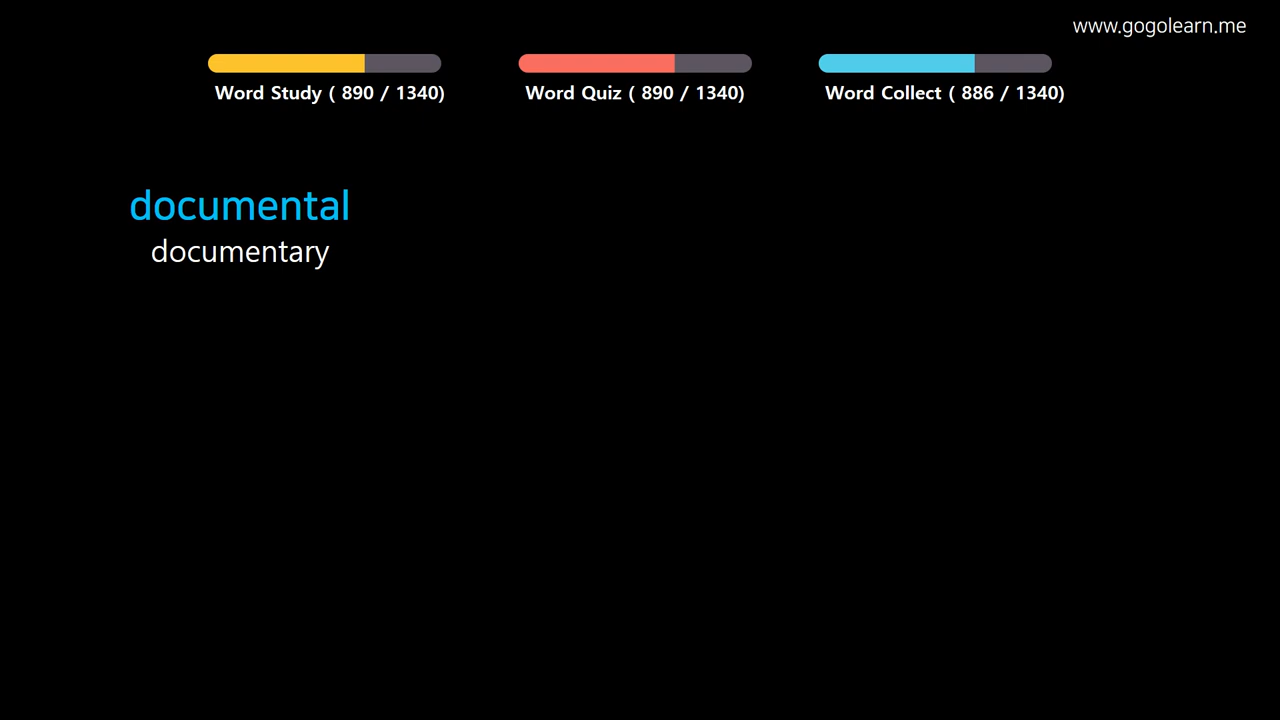 www.gogolearn.me
Word Study ( 890 / 1340)
Word Quiz ( 890 / 1340)
Word Collect ( 886 / 1340)
documental
documentary